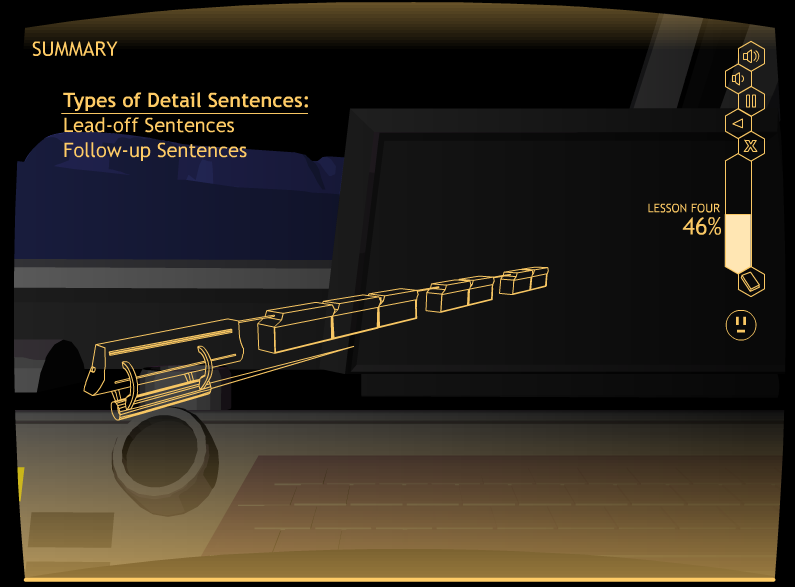 SUMMARY
Types of Detail Sentences:
Lead-off Sentences
Follow-up Sentences
LESSON FOUR
46%